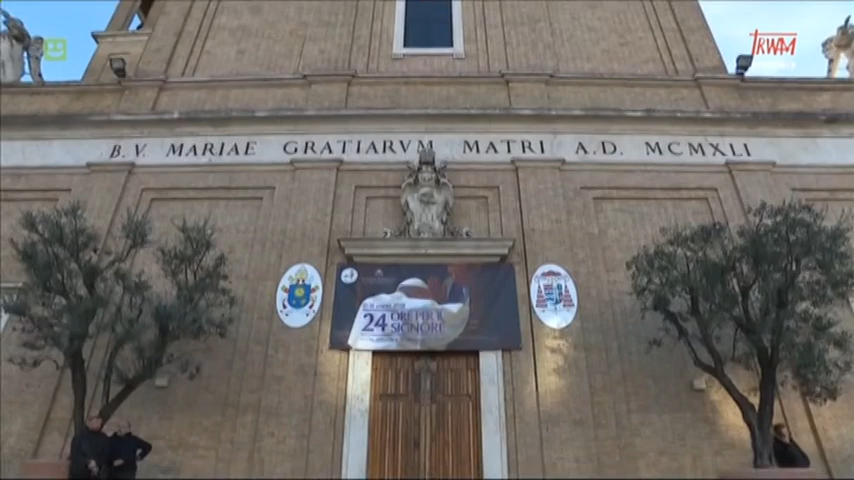 TRWAM
B.V. MARIAE GRATIARVM MATRI A.D. MCMXLI
24 ORE PER IL
SIGNORE